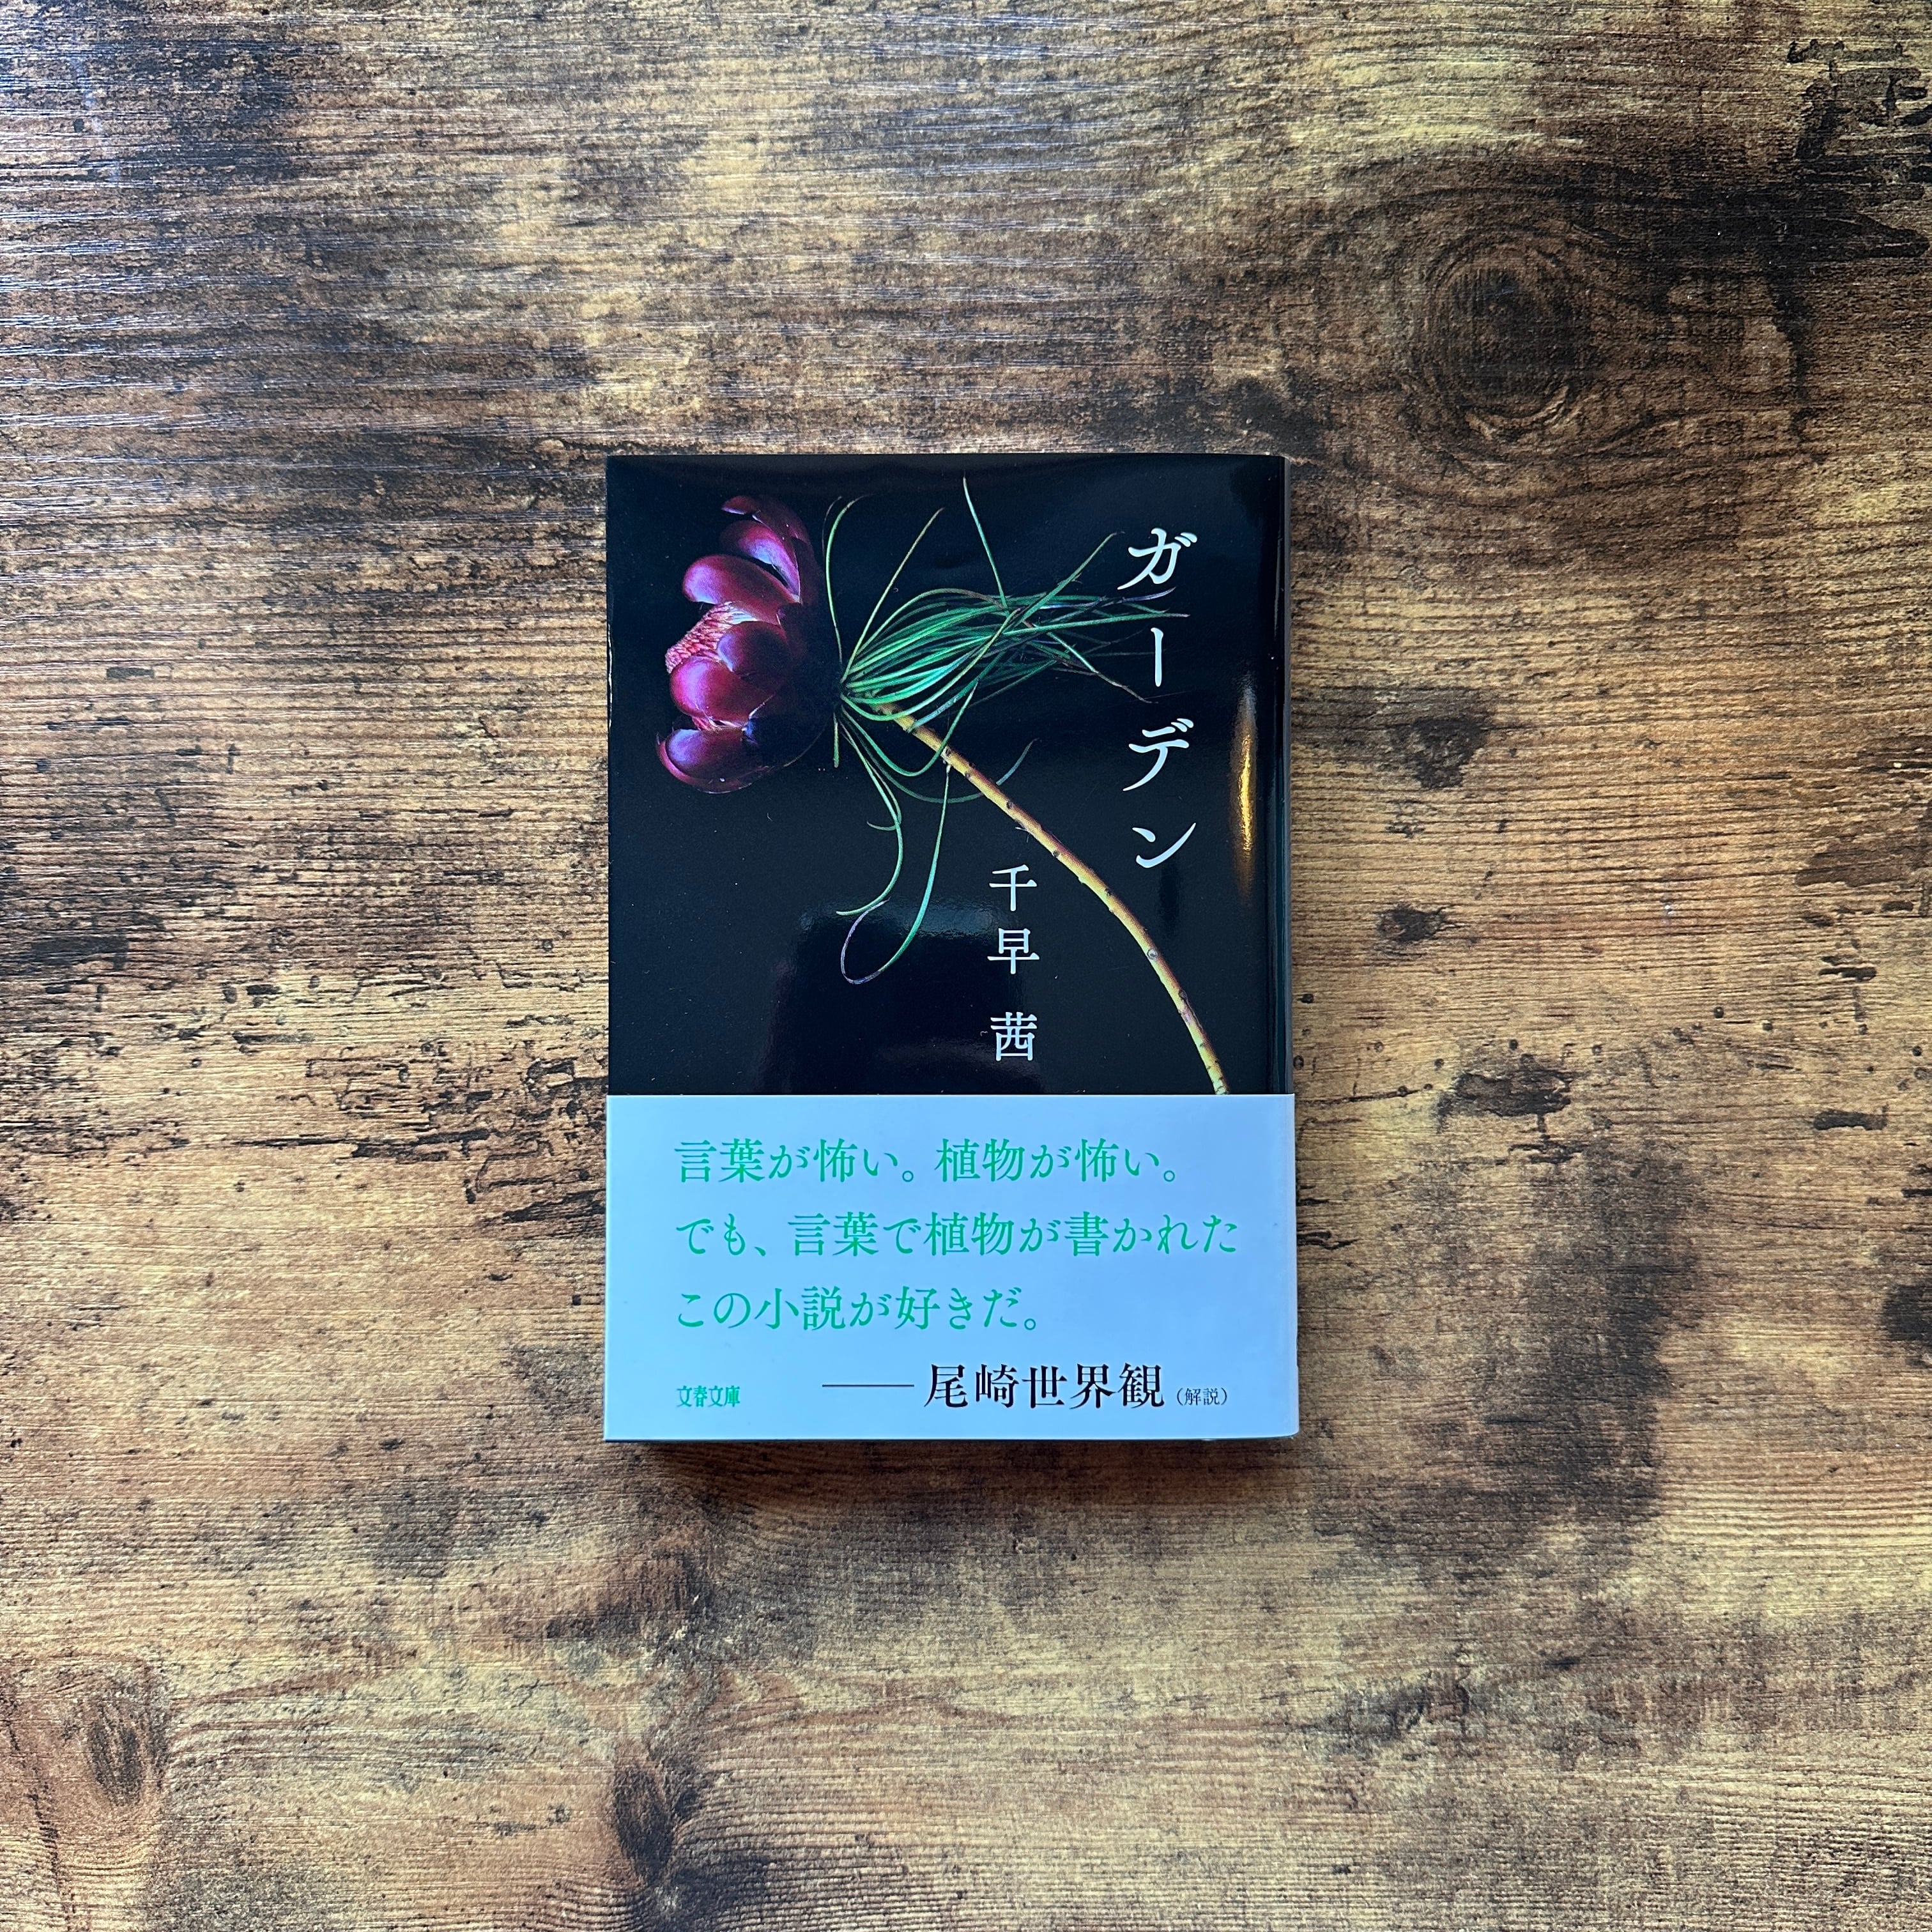 ガーデン
千早 茜
言葉が怖い。植物が怖い。
でも、言葉で植物が書かれた
この小説が好きだ。
——尾崎世界観（解説）
文春文庫